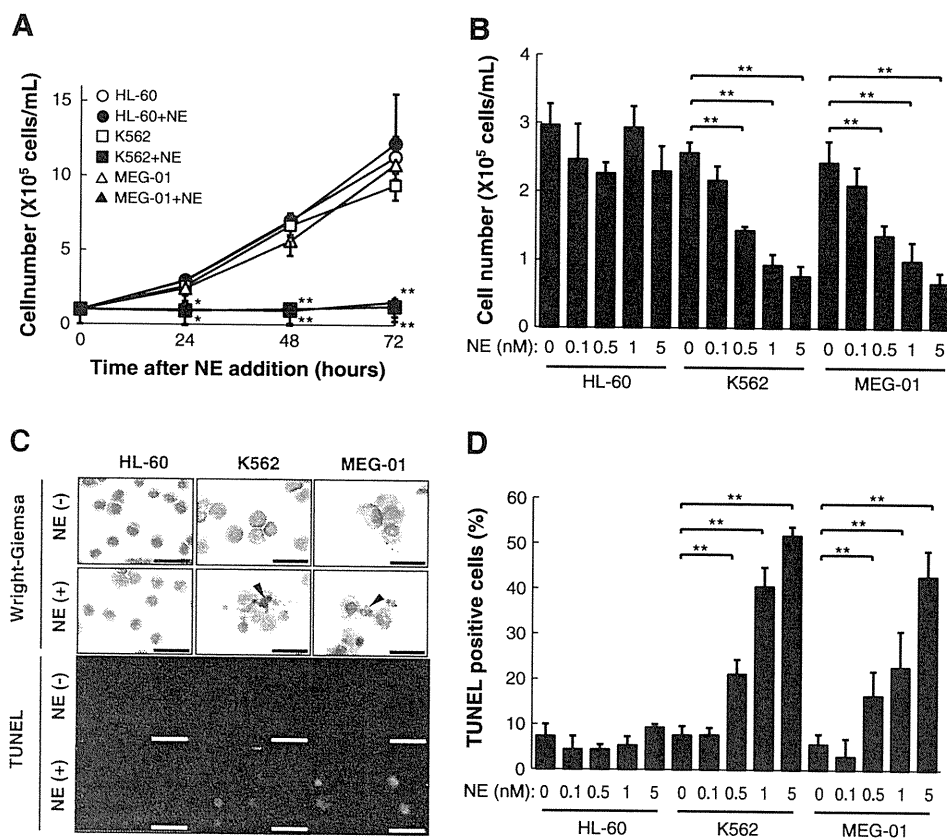 A
Cellnumber (X10⁵ cells/mL)
15
10
5
0
HL-60
HL-60+NE
K562
K562+NE
MEG-01
MEG-01+NE
*
*
**
**
**
**
0 24 48 72
Time after NE addition (hours)
B
Cell number (X10⁵ cells/mL)
4
3
2
1
0
**
**
**
**
**
**
NE (nM): 0 0.1 0.5 1 5 0 0.1 0.5 1 5 0 0.1 0.5 1 5
HL-60 K562 MEG-01
C
HL-60 K562 MEG-01
Wright-Giemsa
NE (-)
NE (+)
TUNEL
NE (-)
NE (+)
D
TUNEL positive cells (%)
60
50
40
30
20
10
0
**
**
**
**
**
**
NE (nM): 0 0.1 0.5 1 5 0 0.1 0.5 1 5 0 0.1 0.5 1 5
HL-60 K562 MEG-01